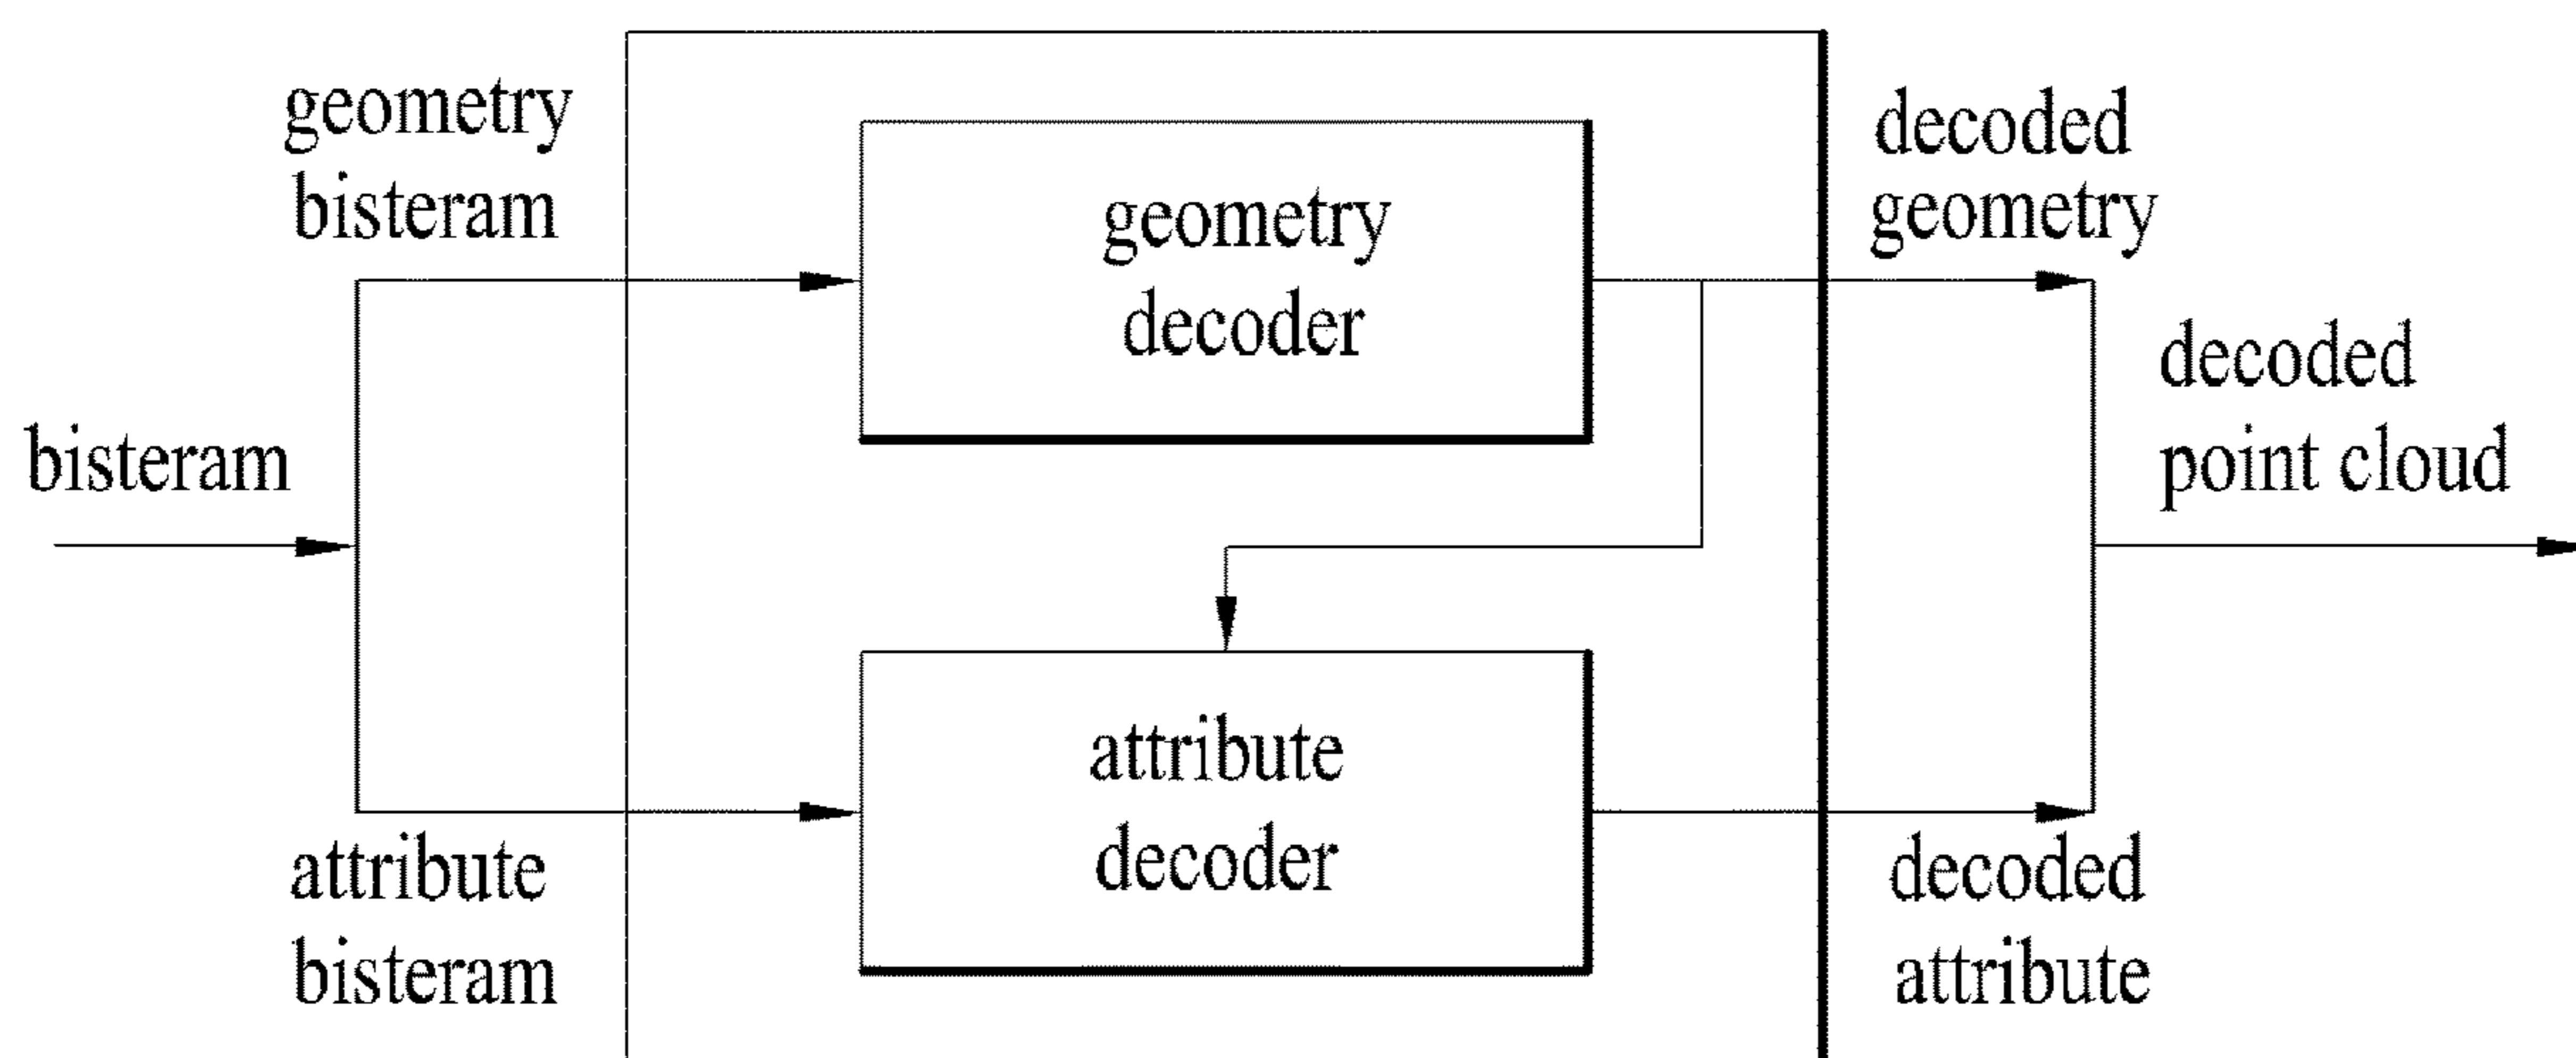 bisteram
geometry
bisteram
attribute
bisteram
geometry
decoder
attribute
decoder
decoded
geometry
decoded
attribute
decoded
point cloud